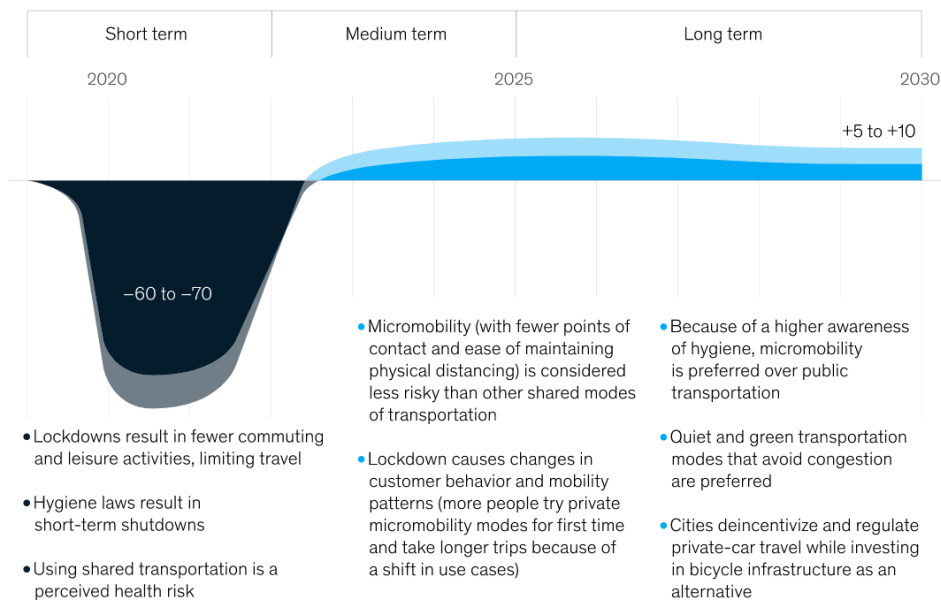 Short term
Medium term
Long term
2020
2025
2030
+5 to +10
–60 to –70
• Lockdowns result in fewer commuting
and leisure activities, limiting travel
• Hygiene laws result in
short-term shutdowns
• Using shared transportation is a
perceived health risk
• Micromobility (with fewer points of
contact and ease of maintaining
physical distancing) is considered
less risky than other shared modes
of transportation
• Lockdown causes changes in
customer behavior and mobility
patterns (more people try private
micromobility modes for first time
and take longer trips because of
a shift in use cases)
• Because of a higher awareness
of hygiene, micromobility
is preferred over public
transportation
• Quiet and green transportation
modes that avoid congestion
are preferred
• Cities deincentivize and regulate
private-car travel while investing
in bicycle infrastructure as an
alternative